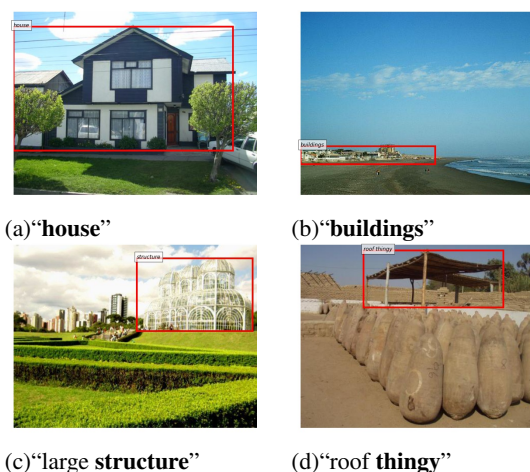 house
buildings
(a)“house”
(b)“buildings”
structure
roof thingy
(c)“large structure”
(d)“roof thingy”